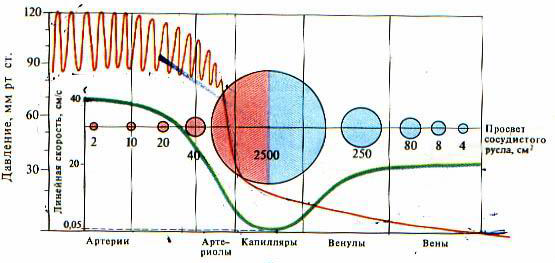 Давление, мм рт ст.
120
90
60
30
Линейная скорость, см/с
40
20
0,05
2
10
20
40
2500
250
80
8
4
Просвет
сосудистого
русла, см²
Артерии
Арте-
риолы
Капилляры
Венулы
Вены